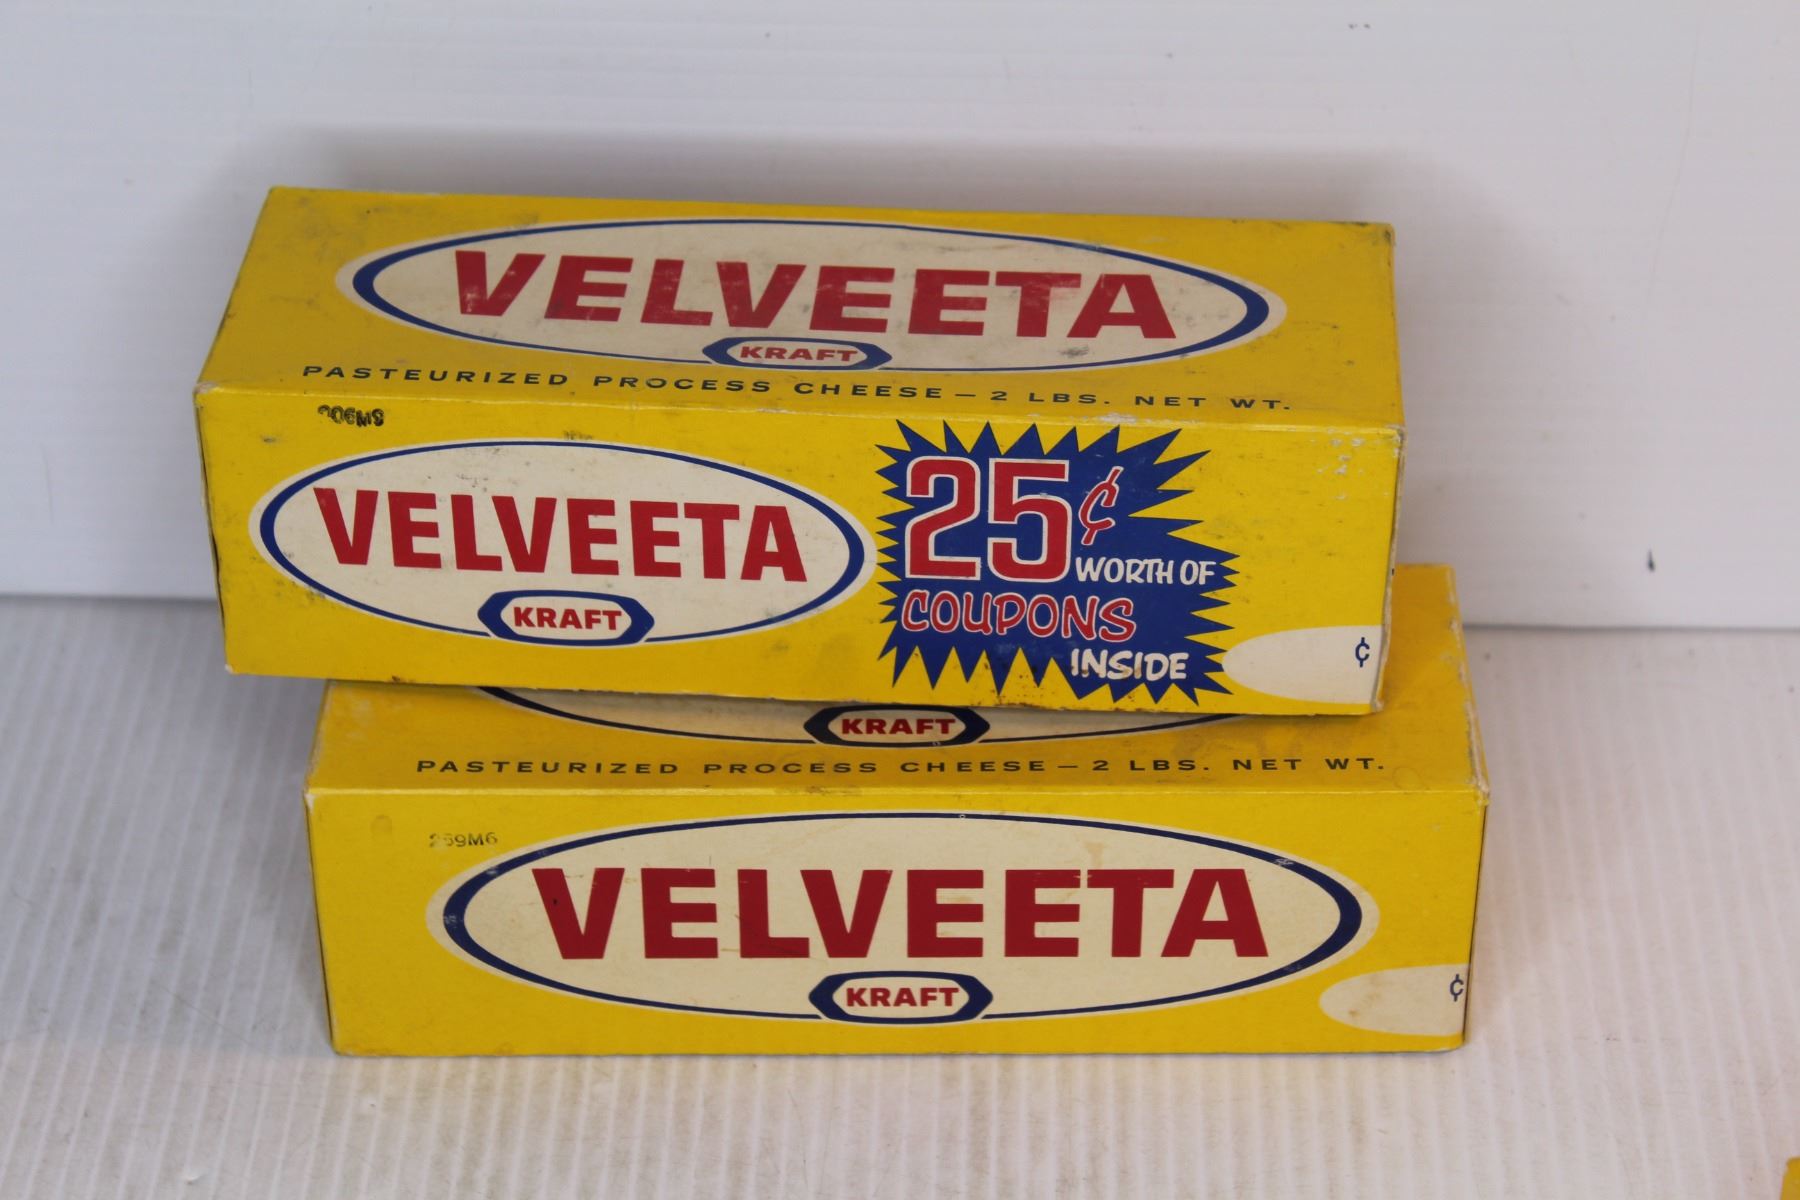 VELVEETA
KRAFT
PASTEURIZED PROCESS CHEESE — 2 LBS. NET WT.
VELVEETA
KRAFT
25¢
WORTH OF
COUPONS
INSIDE
¢
KRAFT
PASTEURIZED PROCESS CHEESE — 2 LBS. NET WT.
VELVEETA
KRAFT
¢